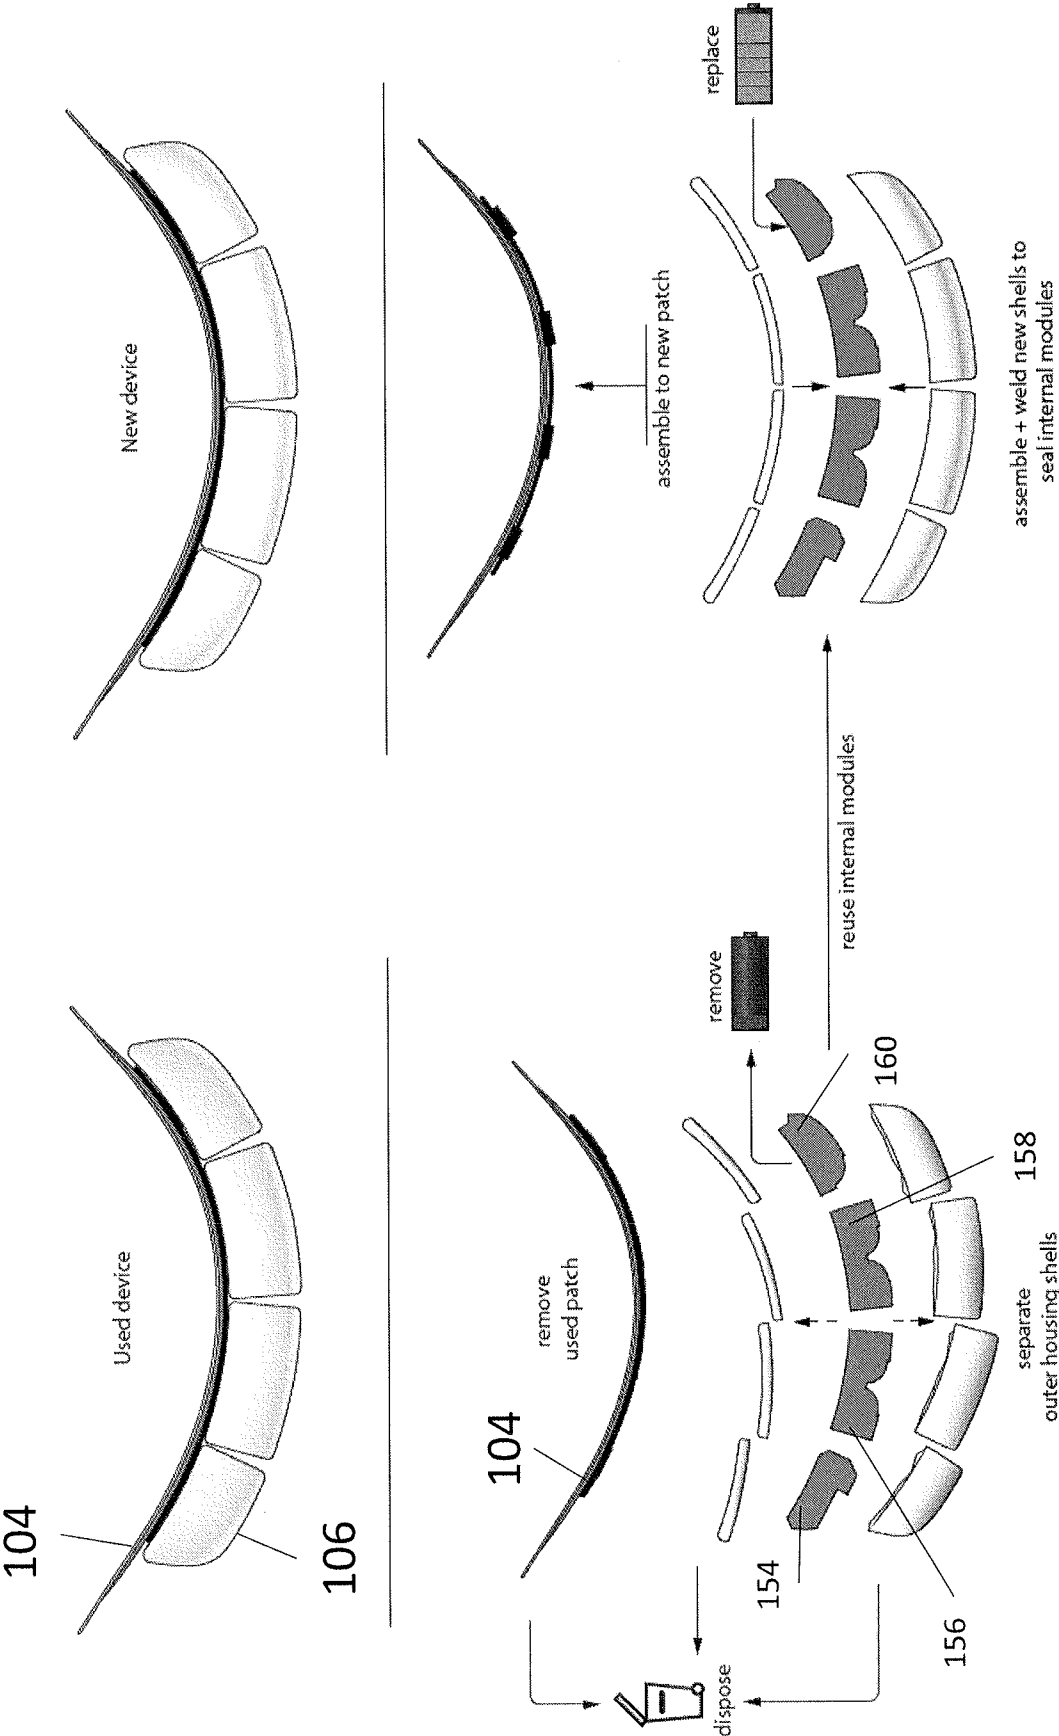 Used device
New device
104
106
104
remove
used patch
assemble to new patch
remove
replace
reuse internal modules
154
156
158
160
dispose
separate
outer housing shells
assemble + weld new shells to
seal internal modules